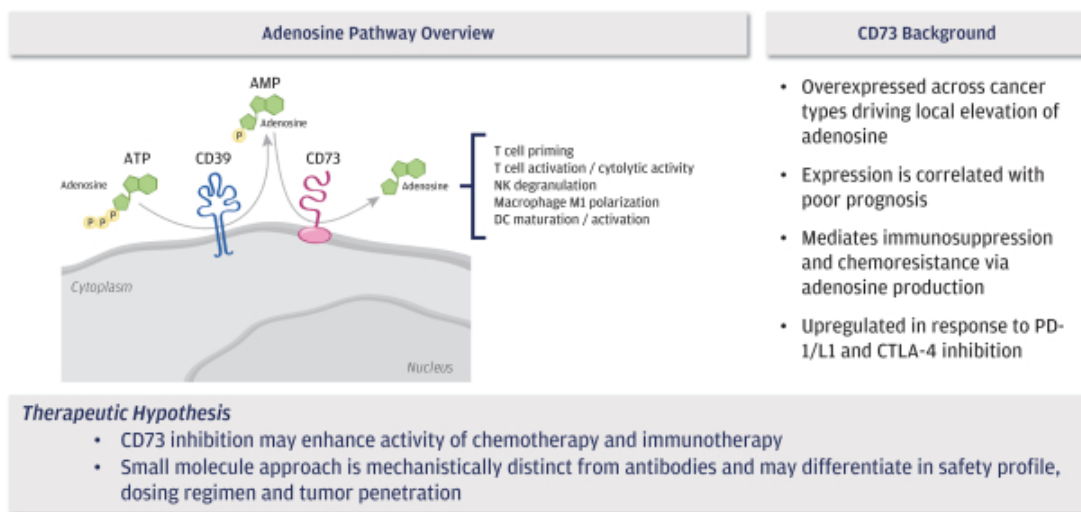 Adenosine Pathway Overview
AMP
Adenosine
P
ATP
CD39
CD73
Adenosine
P P P
Adenosine
T cell priming
T cell activation / cytolytic activity
NK degranulation
Macrophage M1 polarization
DC maturation / activation
Cytoplasm
Nucleus
CD73 Background
• Overexpressed across cancer
types driving local elevation of
adenosine
• Expression is correlated with
poor prognosis
• Mediates immunosuppression
and chemoresistance via
adenosine production
• Upregulated in response to PD-
1/L1 and CTLA-4 inhibition
Therapeutic Hypothesis
• CD73 inhibition may enhance activity of chemotherapy and immunotherapy
• Small molecule approach is mechanistically distinct from antibodies and may differentiate in safety profile,
dosing regimen and tumor penetration